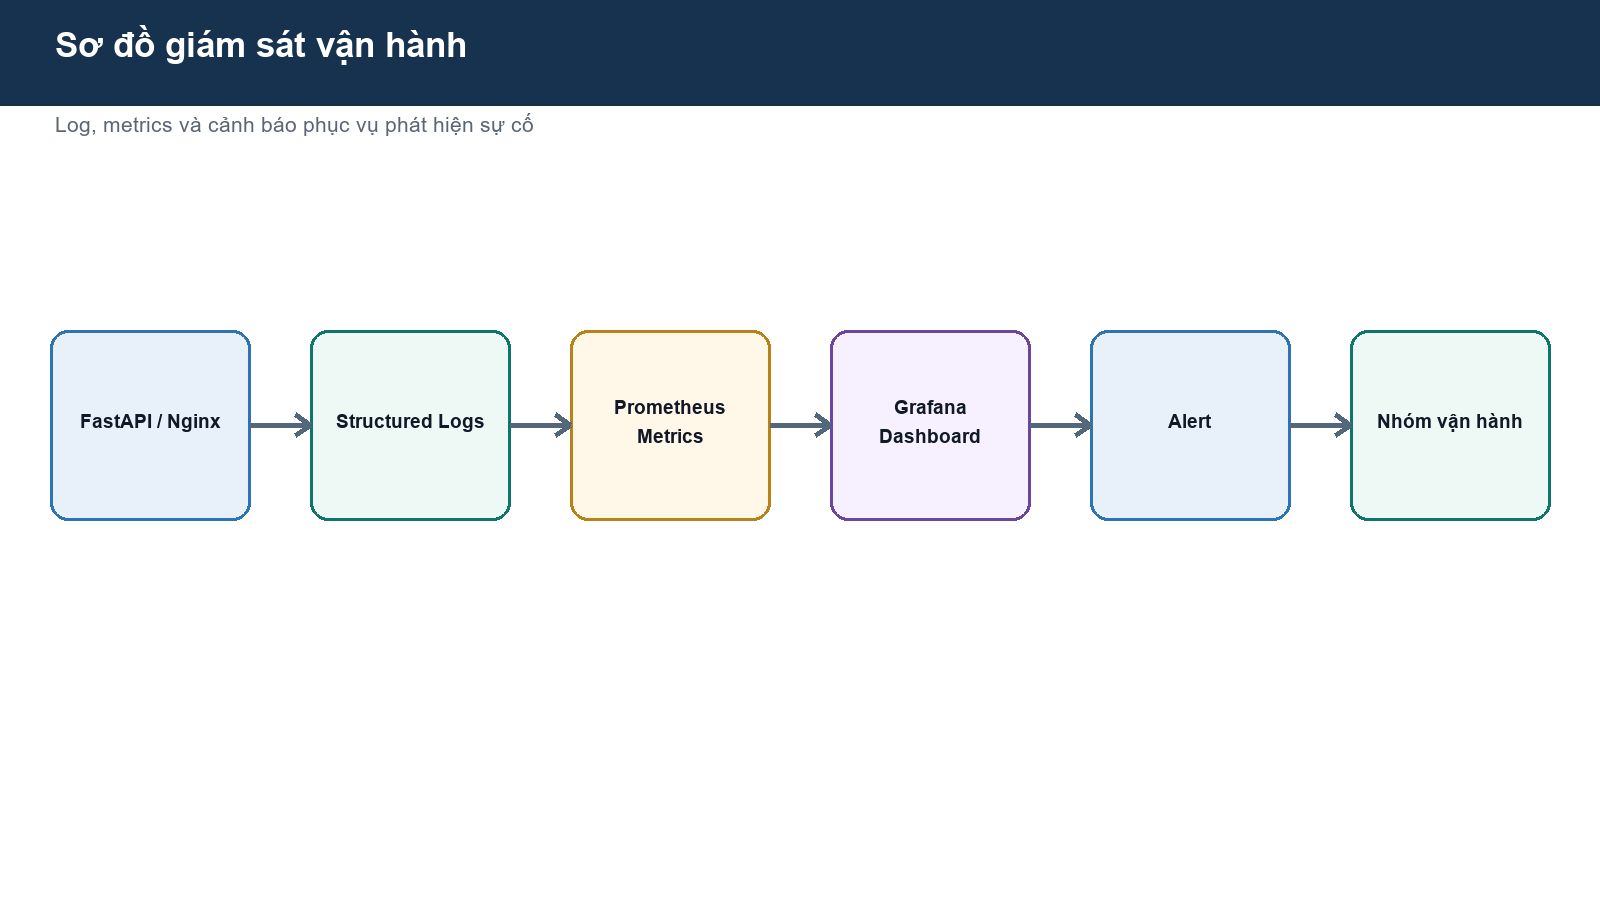 Sơ đồ giám sát vận hành
Log, metrics và cảnh báo phục vụ phát hiện sự cố
FastAPI / Nginx
Structured Logs
Prometheus
Metrics
Grafana
Dashboard
Alert
Nhóm vận hành